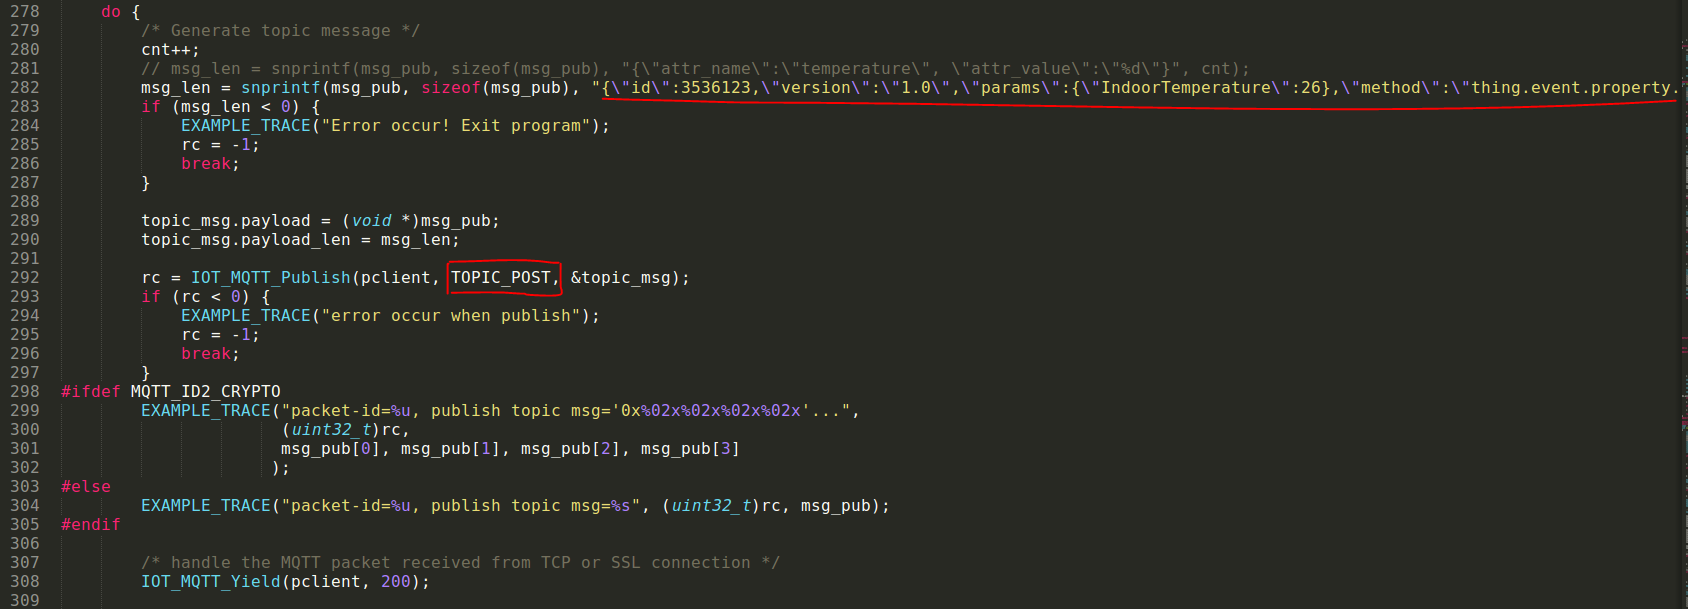 278 do {
279 /* Generate topic message */
280 cnt++;
281 // msg_len = snprintf(msg_pub, sizeof(msg_pub), "{\"attr_name\":\"temperature\", \"attr_value\":\"%d\"}", cnt);
282 msg_len = snprintf(msg_pub, sizeof(msg_pub), "{\"id\":3536123,\"version\":\"1.0\",\"params\":{\"IndoorTemperature\":26},\"method\":\"thing.event.property.
283 if (msg_len < 0) {
284 EXAMPLE_TRACE("Error occur! Exit program");
285 rc = -1;
286 break;
287 }
288
289 topic_msg.payload = (void *)msg_pub;
290 topic_msg.payload_len = msg_len;
291
292 rc = IOT_MQTT_Publish(pclient, TOPIC_POST, &topic_msg);
293 if (rc < 0) {
294 EXAMPLE_TRACE("error occur when publish");
295 rc = -1;
296 break;
297 }
298 #ifdef MQTT_ID2_CRYPTO
299 EXAMPLE_TRACE("packet-id=%u, publish topic msg='0x%02x%02x%02x%02x'...",
300 (uint32_t)rc,
301 msg_pub[0], msg_pub[1], msg_pub[2], msg_pub[3]
302 );
303 #else
304 EXAMPLE_TRACE("packet-id=%u, publish topic msg=%s", (uint32_t)rc, msg_pub);
305 #endif
306
307 /* handle the MQTT packet received from TCP or SSL connection */
308 IOT_MQTT_Yield(pclient, 200);
309